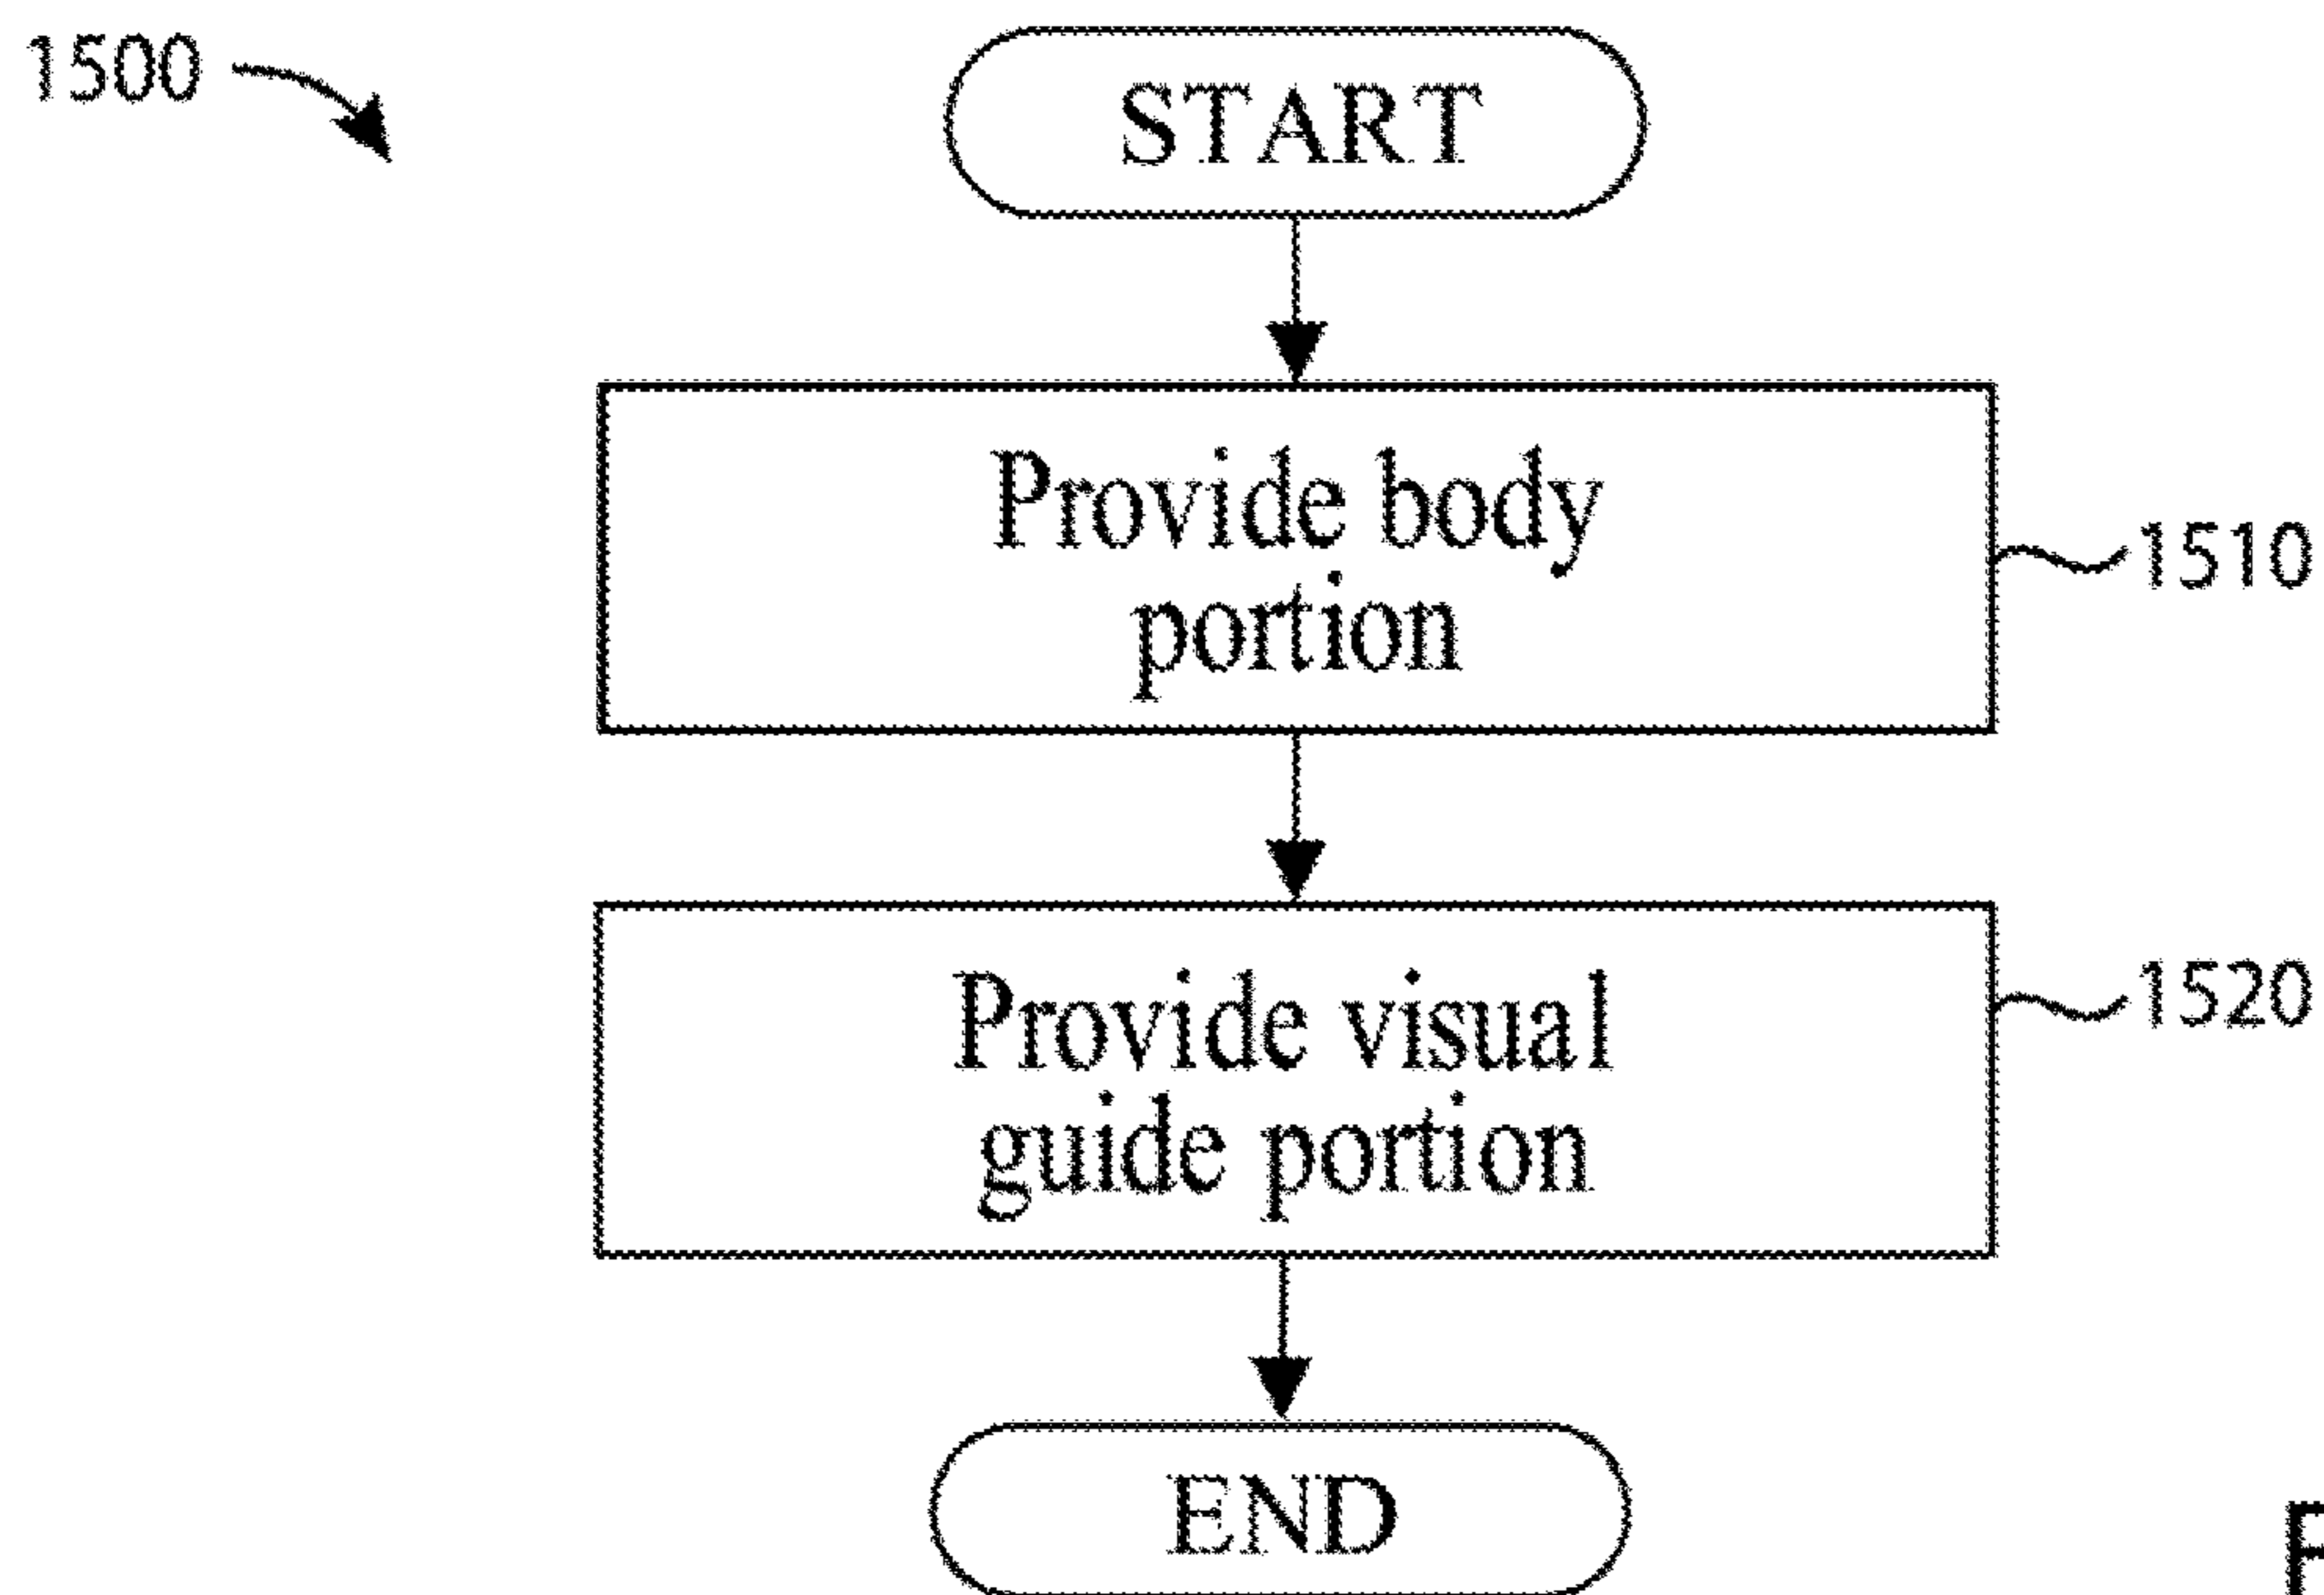 1500
START
Provide body
portion
1510
Provide visual
guide portion
1520
END